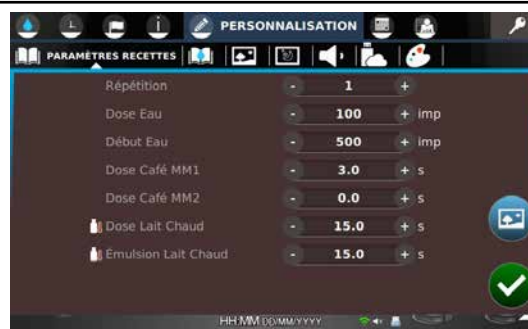 PERSONNALISATION
PARAMÈTRES RECETTES
Répétition - 1 +
Dose Eau - 100 + imp
Début Eau - 500 + imp
Dose Café MM1 - 3.0 + s
Dose Café MM2 - 0.0 + s
Dose Lait Chaud - 15.0 + s
Émulsion Lait Chaud - 15.0 + s
HH:MM DD/MM/YYYY